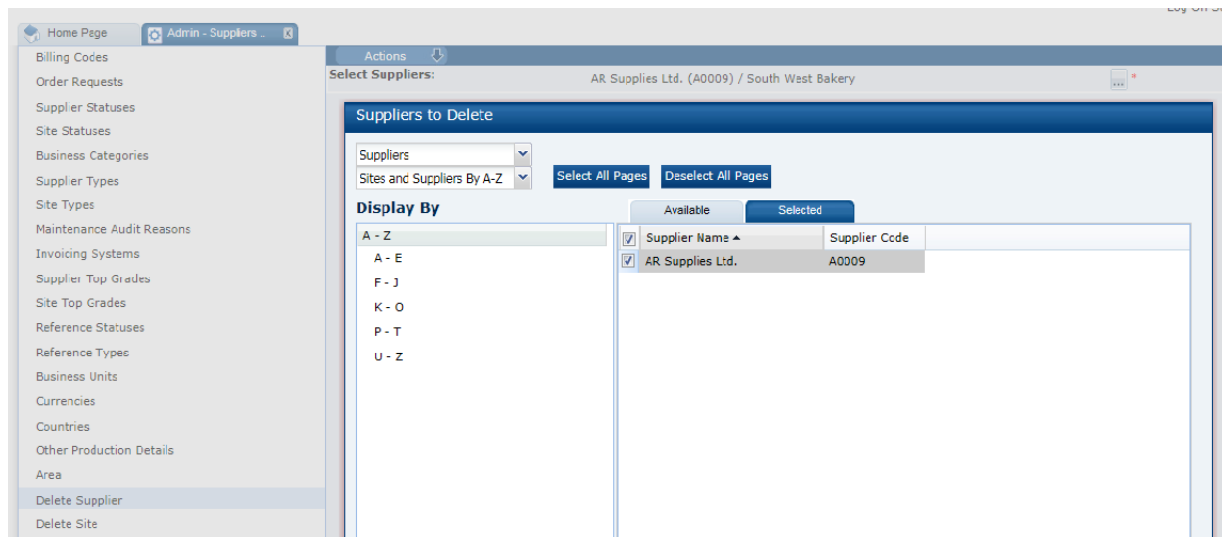 Home Page
Admin - Suppliers ..
Billing Codes
Order Requests
Supplier Statuses
Site Statuses
Business Categories
Supplier Types
Site Types
Maintenance Audit Reasons
Invoicing Systems
Supplier Top Grades
Site Top Grades
Reference Statuses
Reference Types
Business Units
Currencies
Countries
Other Production Details
Area
Delete Supplier
Delete Site
Actions
Select Suppliers:
AR Supplies Ltd. (A0009) / South West Bakery
... *
Suppliers to Delete
Suppliers
Sites and Suppliers By A-Z
Select All Pages
Deselect All Pages
Display By
A - Z
A - E
F - J
K - O
P - T
U - Z
Available
Selected
Supplier Name
Supplier Code
AR Supplies Ltd.
A0009